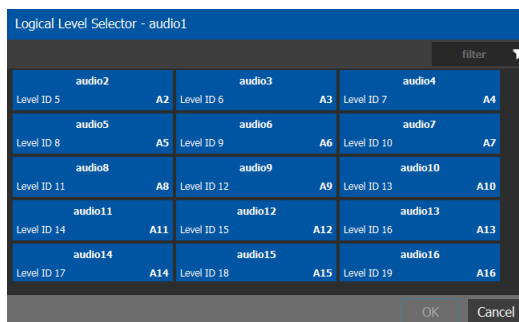 Logical Level Selector - audio1
filter
audio2 audio3 audio4
Level ID 5 A2 Level ID 6 A3 Level ID 7 A4
audio5 audio6 audio7
Level ID 8 A5 Level ID 9 A6 Level ID 10 A7
audio8 audio9 audio10
Level ID 11 A8 Level ID 12 A9 Level ID 13 A10
audio11 audio12 audio13
Level ID 14 A11 Level ID 15 A12 Level ID 16 A13
audio14 audio15 audio16
Level ID 17 A14 Level ID 18 A15 Level ID 19 A16
OK Cancel